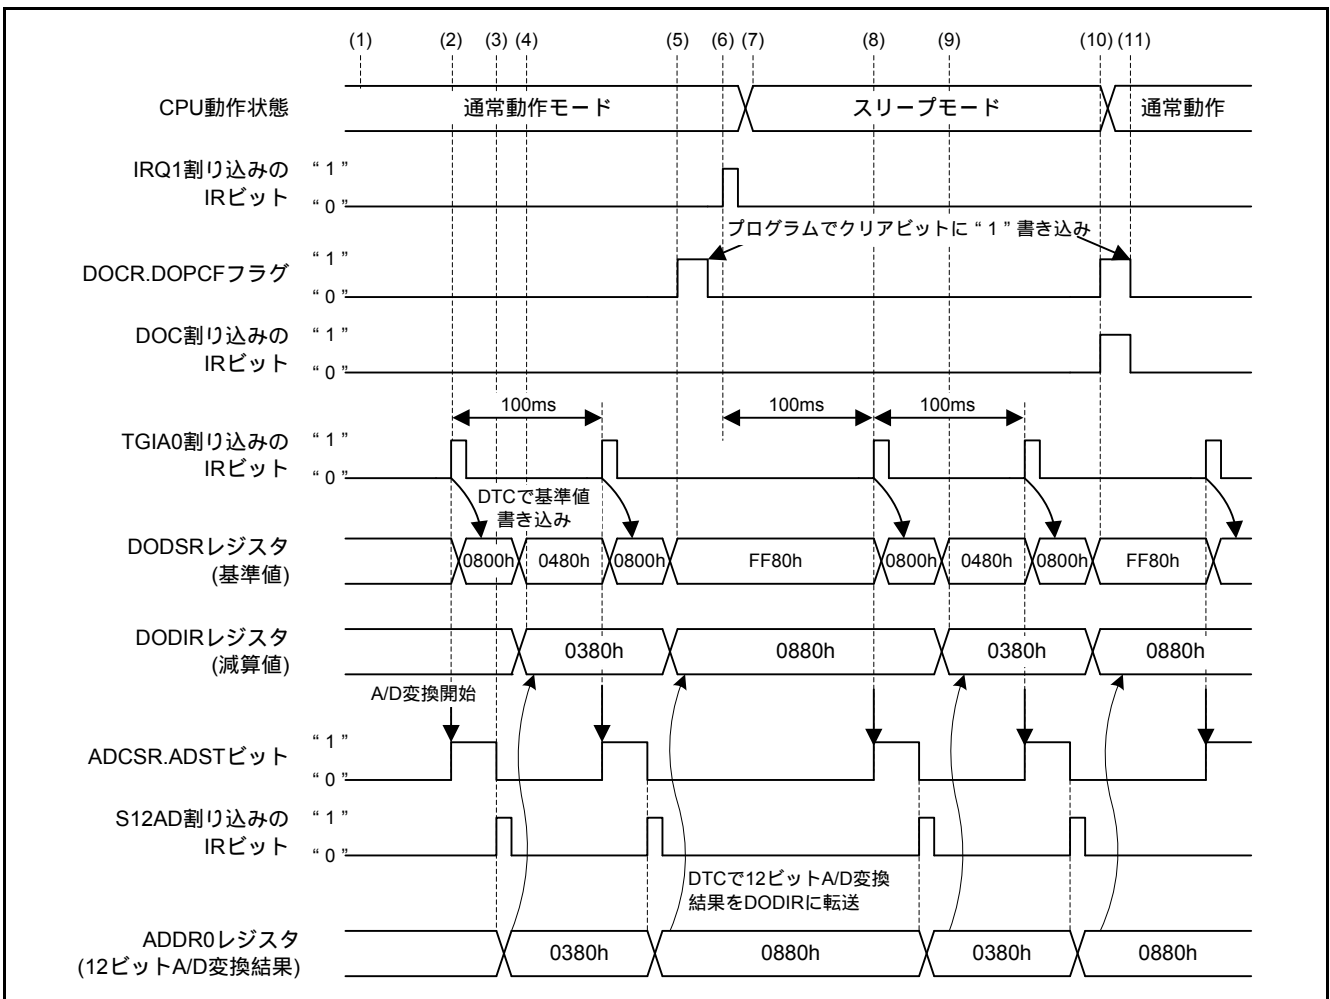 (1) (2) (3) (4) (5) (6) (7) (8) (9) (10) (11)
CPU動作状態 通常動作モード スリープモード 通常動作
IRQ1割り込みの
IRビット
“ 1 ”
“ 0 ”
プログラムでクリアビットに “ 1 ” 書き込み
DOCR.DOPCFフラグ
“ 1 ”
“ 0 ”
DOC割り込みの
IRビット
“ 1 ”
“ 0 ”
100ms 100ms 100ms
TGIA0割り込みの
IRビット
“ 1 ”
“ 0 ”
DTCで基準値
書き込み
DODSRレジスタ
(基準値)
0800h 0480h 0800h FF80h 0800h 0480h 0800h FF80h
DODIRレジスタ
(減算値)
0380h 0880h 0380h 0880h
A/D変換開始
ADCSR.ADSTビット
“ 1 ”
“ 0 ”
S12AD割り込みの
IRビット
“ 1 ”
“ 0 ”
DTCで12ビットA/D変換
結果をDODIRに転送
ADDR0レジスタ
(12ビットA/D変換結果)
0380h 0880h 0380h 0880h